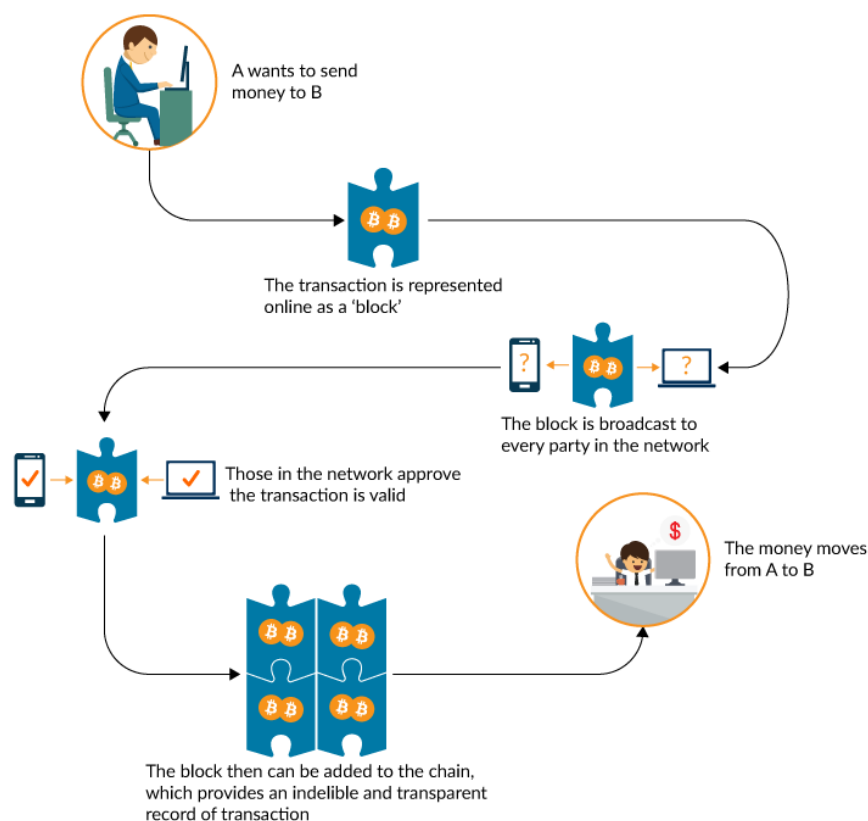 A wants to send
money to B
The transaction is represented
online as a ‘block’
?
?
The block is broadcast to
every party in the network
Those in the network approve
the transaction is valid
$
The money moves
from A to B
The block then can be added to the chain,
which provides an indelible and transparent
record of transaction